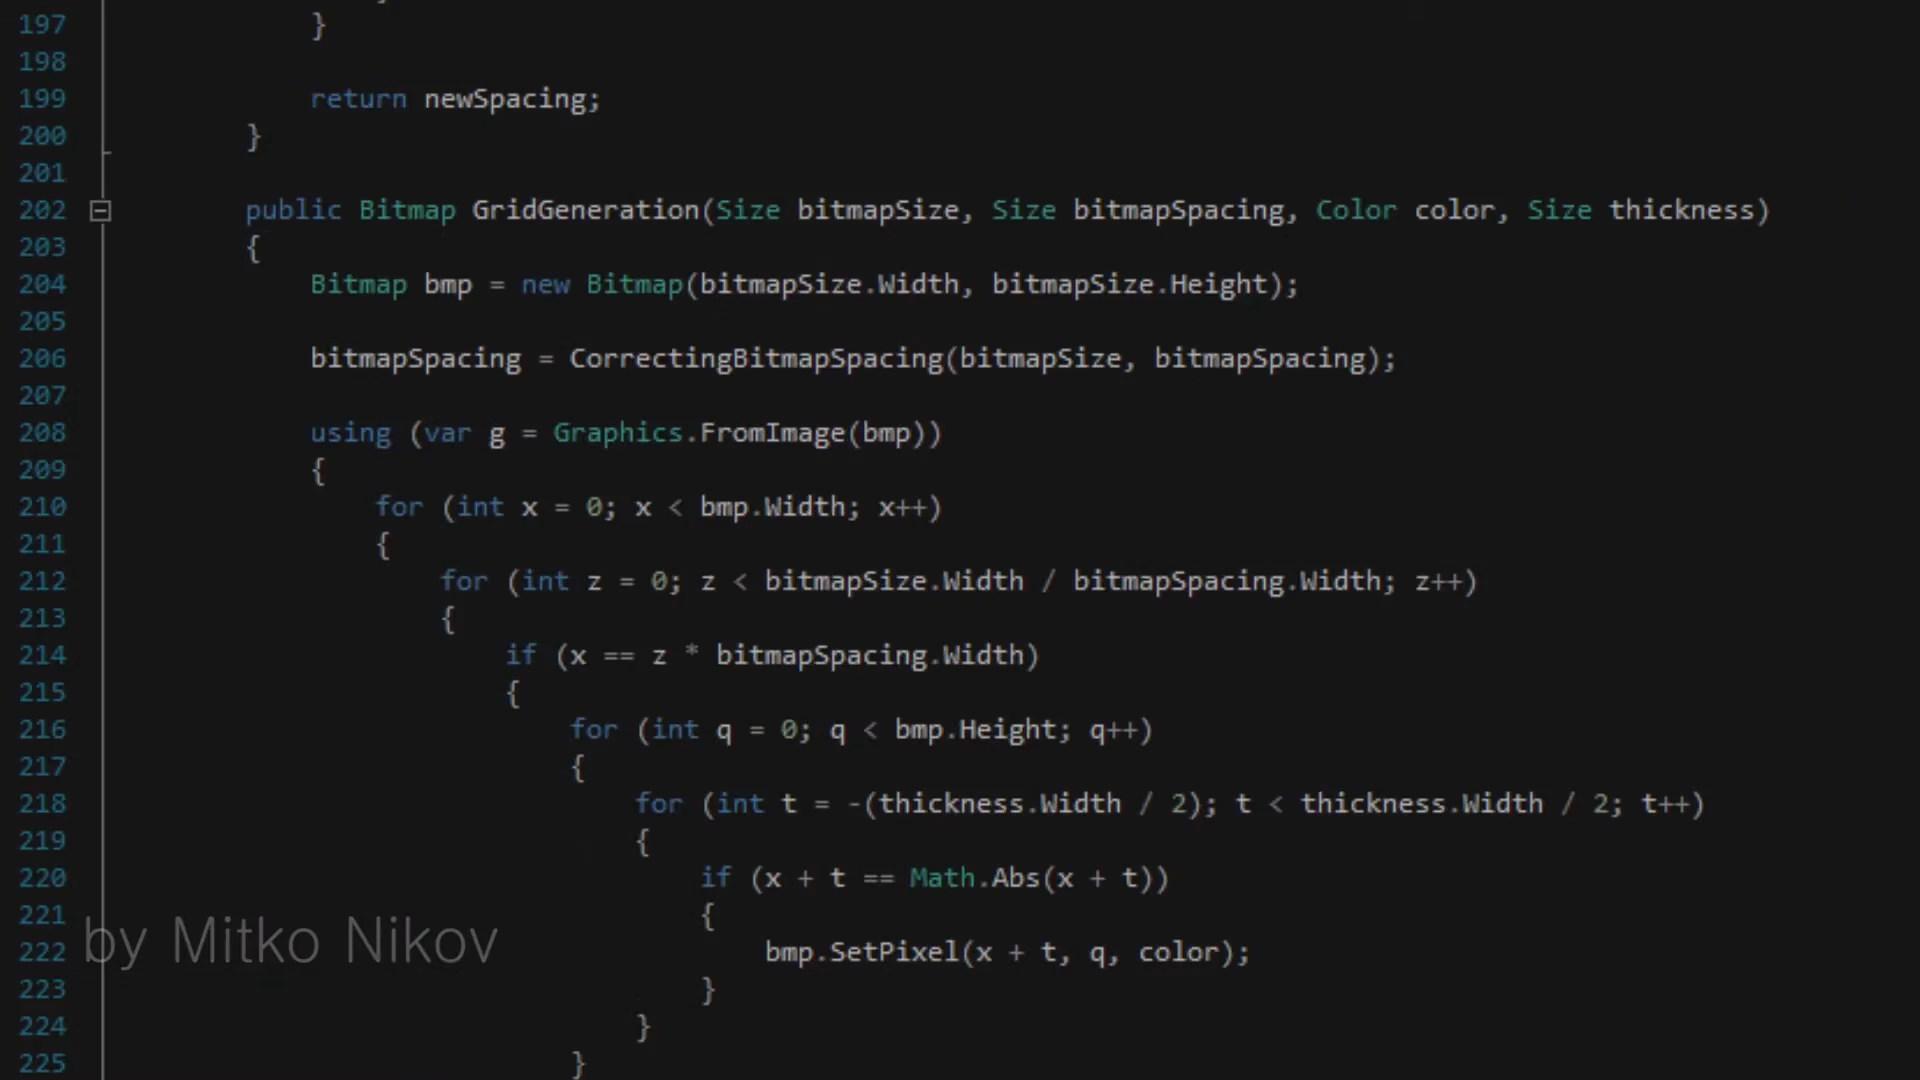 197 }
198
199 return newSpacing;
200 }
201
202 public Bitmap GridGeneration(Size bitmapSize, Size bitmapSpacing, Color color, Size thickness)
203 {
204 Bitmap bmp = new Bitmap(bitmapSize.Width, bitmapSize.Height);
205
206 bitmapSpacing = CorrectingBitmapSpacing(bitmapSize, bitmapSpacing);
207
208 using (var g = Graphics.FromImage(bmp))
209 {
210 for (int x = 0; x < bmp.Width; x++)
211 {
212 for (int z = 0; z < bitmapSize.Width / bitmapSpacing.Width; z++)
213 {
214 if (x == z * bitmapSpacing.Width)
215 {
216 for (int q = 0; q < bmp.Height; q++)
217 {
218 for (int t = -(thickness.Width / 2); t < thickness.Width / 2; t++)
219 {
220 if (x + t == Math.Abs(x + t))
221 {
222 bmp.SetPixel(x + t, q, color);
223 }
224 }
225 }
by Mitko Nikov